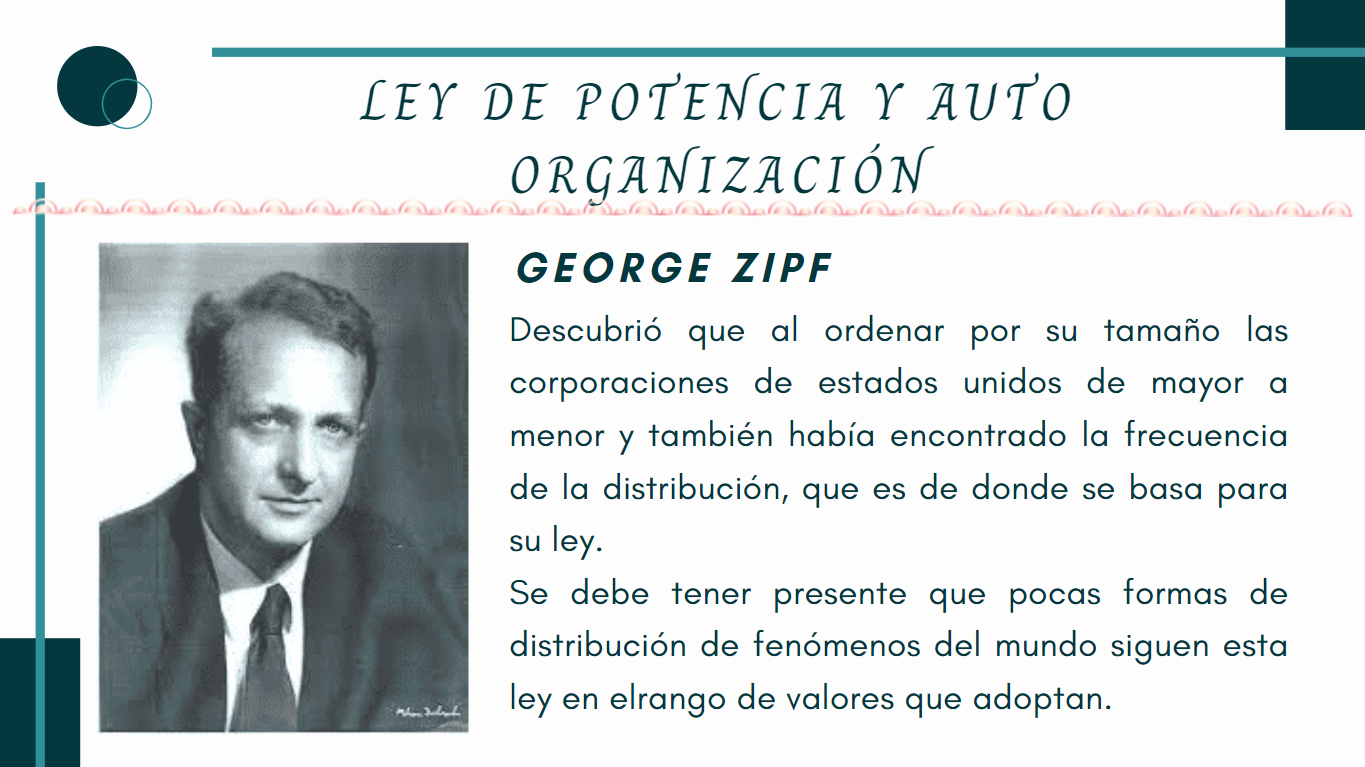 LEY DE POTENCIA Y AUTO
ORGANIZACIÓN
GEORGE ZIPF
Descubrió que al ordenar por su tamaño las
corporaciones de estados unidos de mayor a
menor y también había encontrado la frecuencia
de la distribución, que es de donde se basa para
su ley.
Se debe tener presente que pocas formas de
distribución de fenómenos del mundo siguen esta
ley en elrango de valores que adoptan.